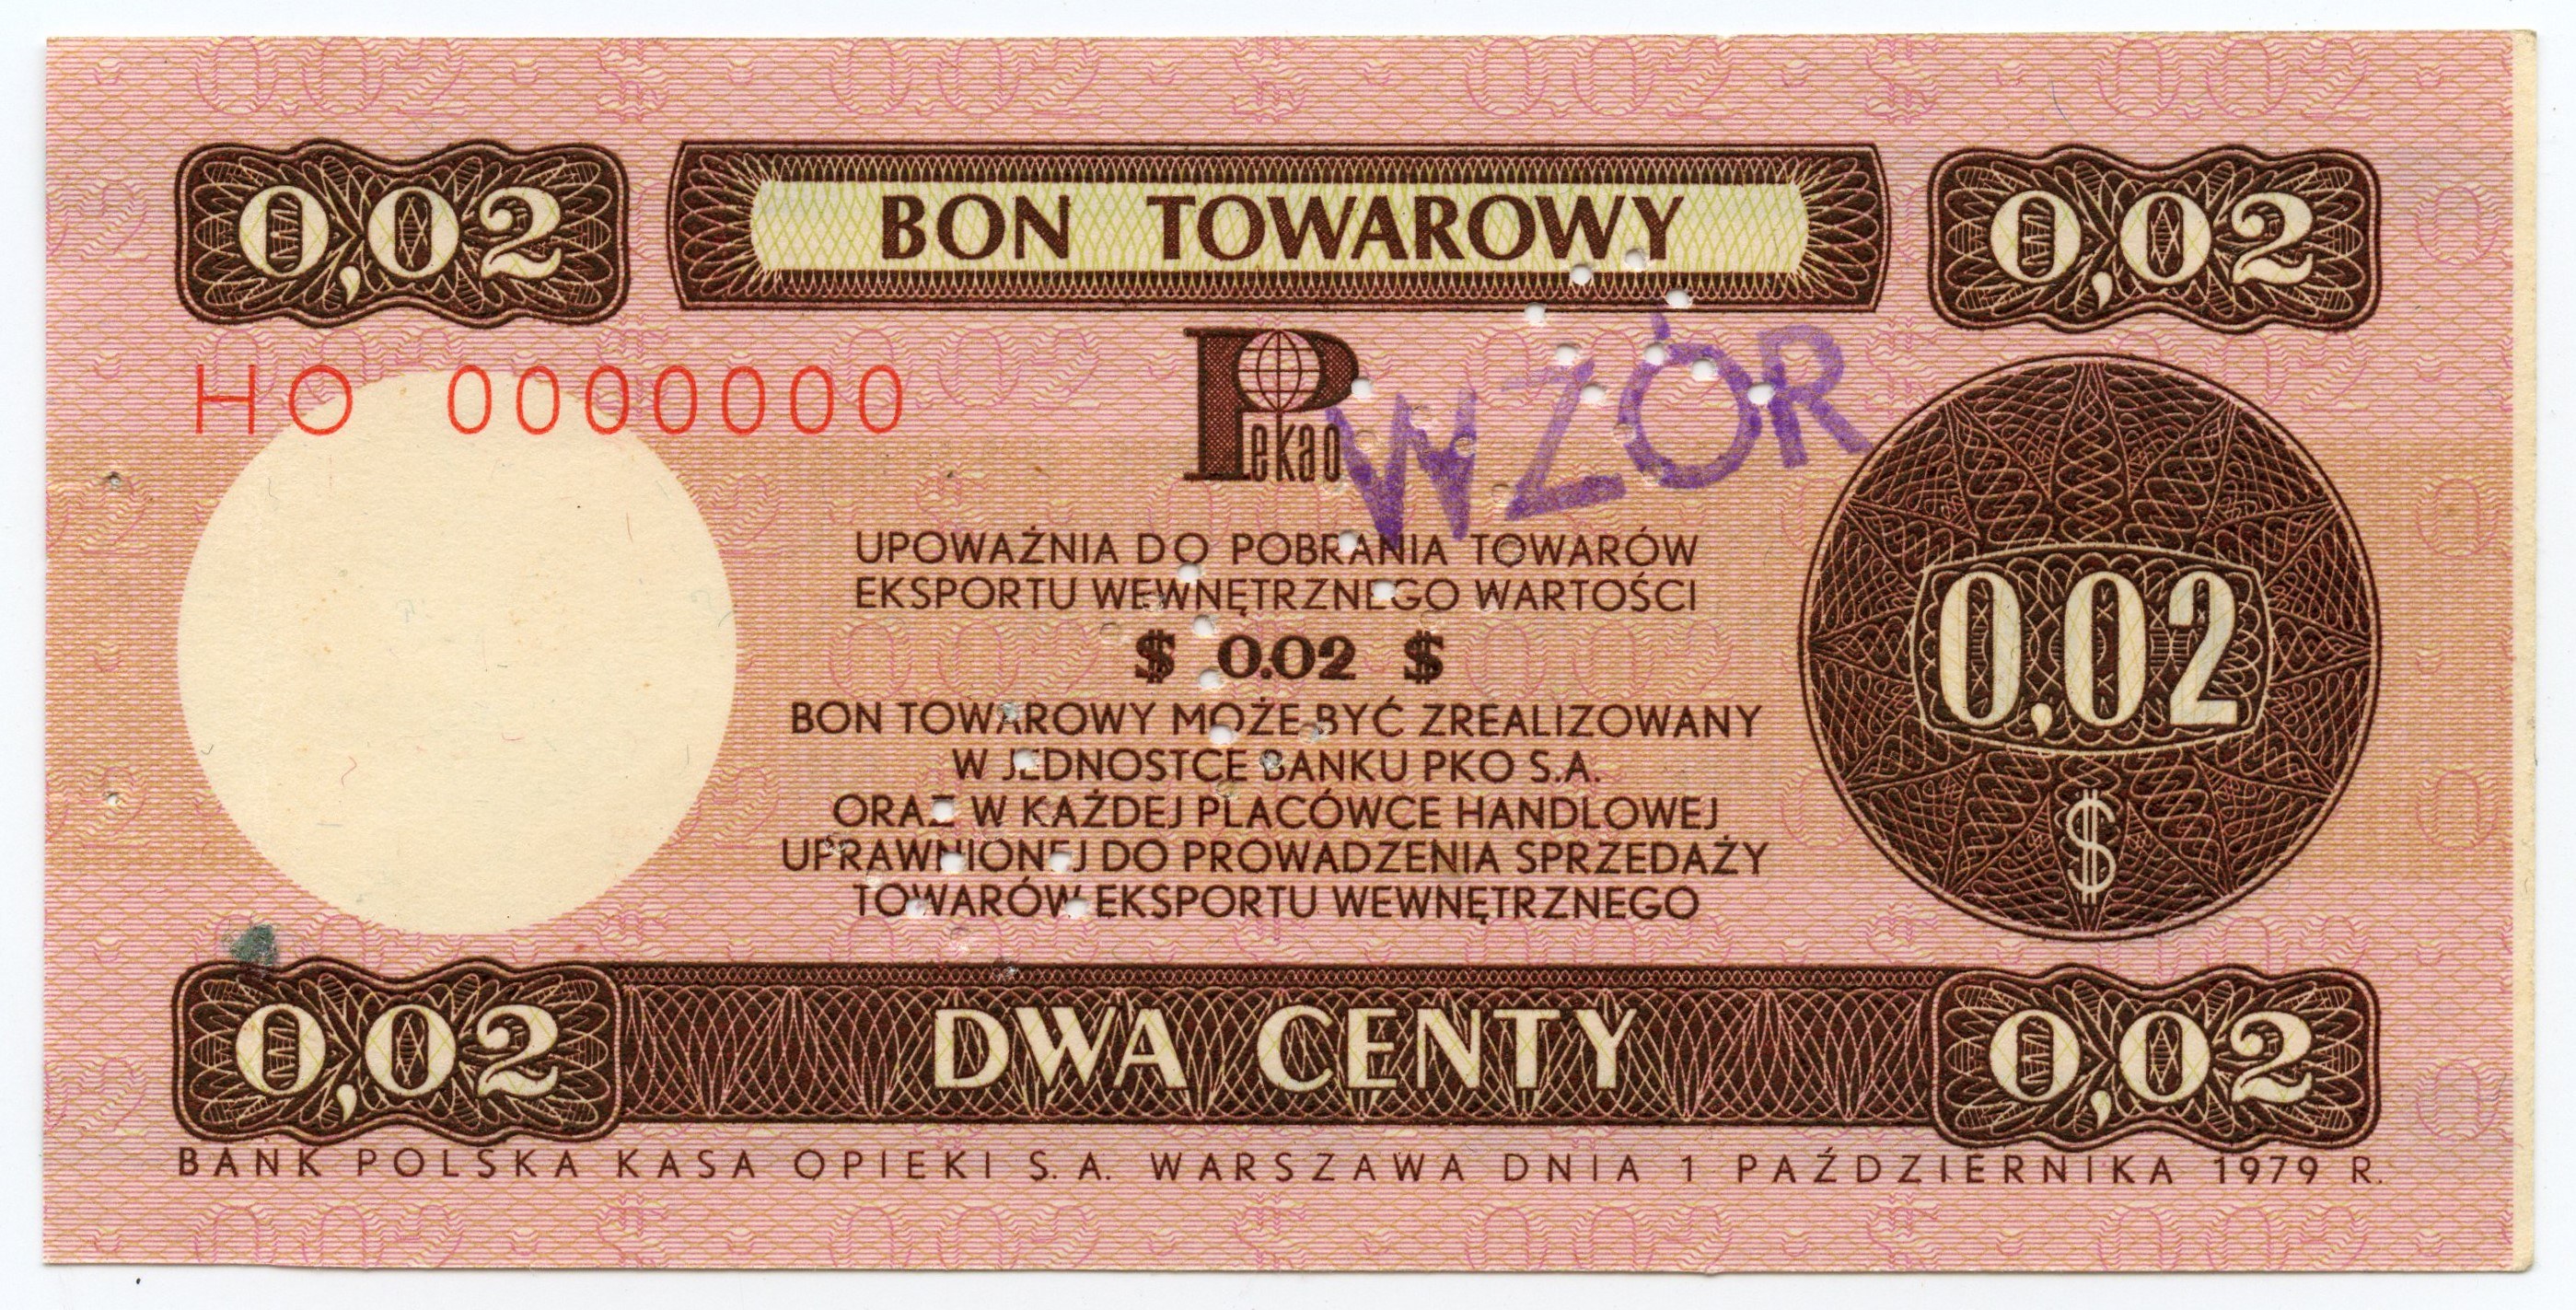 0,02 BON TOWAROWY 0,02
HO 0000000
Pekao
WZÓR
UPOWAŻNIA DO POBRANIA TOWARÓW
EKSPORTU WEWNĘTRZNEGO WARTOŚCI
$ 0.02 $
BON TOWAROWY MOŻE BYĆ ZREALIZOWANY
W JEDNOSTCE BANKU PKO S.A.
ORAZ W KAŻDEJ PLACÓWCE HANDLOWEJ
UPRAWNIONEJ DO PROWADZENIA SPRZEDAŻY
TOWARÓW EKSPORTU WEWNĘTRZNEGO
0,02
$
0,02 DWA CENTY 0,02
BANK POLSKA KASA OPIEKI S.A. WARSZAWA DNIA 1 PAŹDZIERNIKA 1979 R.